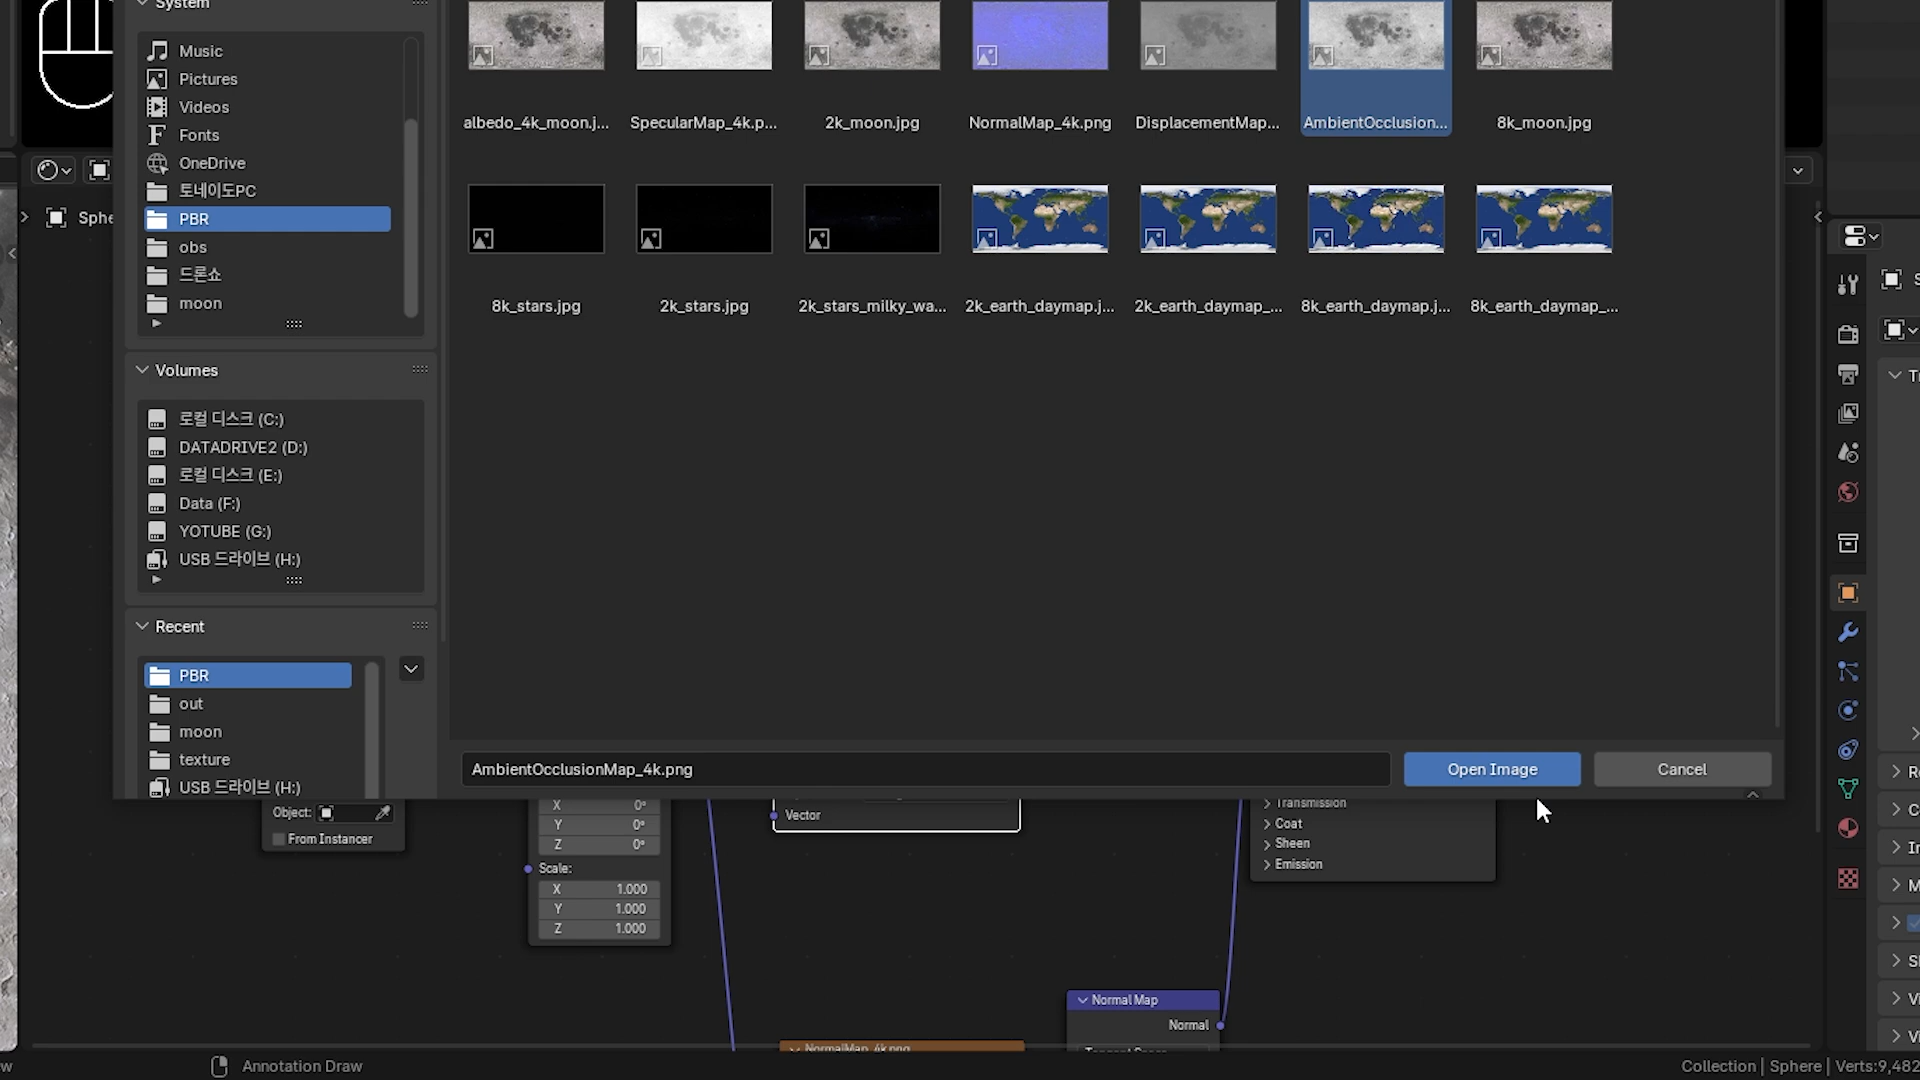 System
Music
Pictures
Videos
Fonts
OneDrive
토네이도PC
PBR
obs
드론쇼
moon
Volumes
로컬 디스크 (C:)
DATADRIVE2 (D:)
로컬 디스크 (E:)
Data (F:)
YOTUBE (G:)
USB 드라이브 (H:)
Recent
PBR
out
moon
texture
USB 드라이브 (H:)
albedo_4k_moon.j...
SpecularMap_4k.p...
2k_moon.jpg
NormalMap_4k.png
DisplacementMap...
AmbientOcclusion...
8k_moon.jpg
8k_stars.jpg
2k_stars.jpg
2k_stars_milky_wa...
2k_earth_daymap.j...
2k_earth_daymap_...
8k_earth_daymap.j...
8k_earth_daymap_...
AmbientOcclusionMap_4k.png
Open Image
Cancel
Sphe
Object:
From Instancer
X 0°
Y 0°
Z 0°
Scale:
X 1.000
Y 1.000
Z 1.000
Vector
Transmission
Coat
Sheen
Emission
Normal Map
Normal
Tangent Space
NormalMap_4k.png
Annotation Draw
Collection | Sphere | Verts:9,482